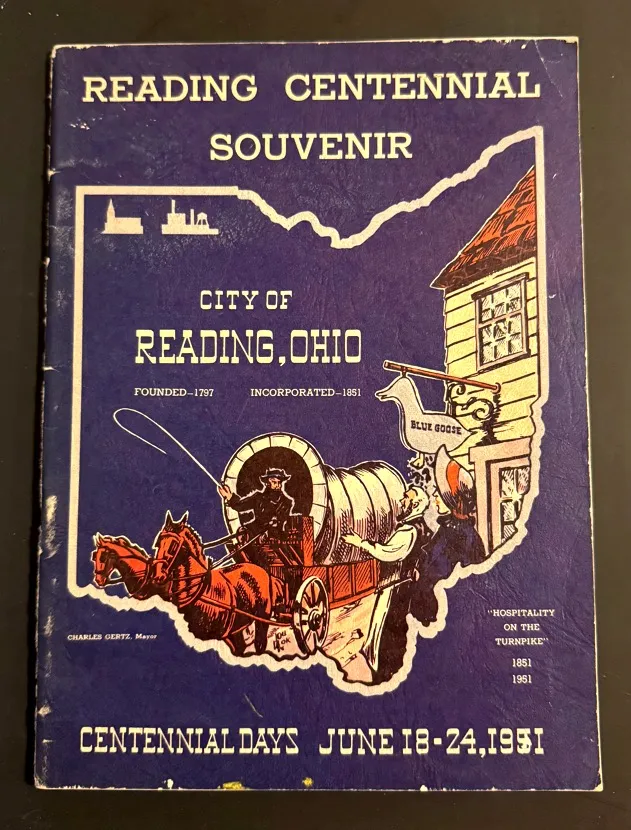 READING CENTENNIAL
SOUVENIR
CITY OF
READING, OHIO
FOUNDED—1797 INCORPORATED—1851
BLUE GOOSE
CHARLES GERTZ, Mayor
"HOSPITALITY
ON THE
TURNPIKE"
1851
1951
CENTENNIAL DAYS JUNE 18-24, 1951